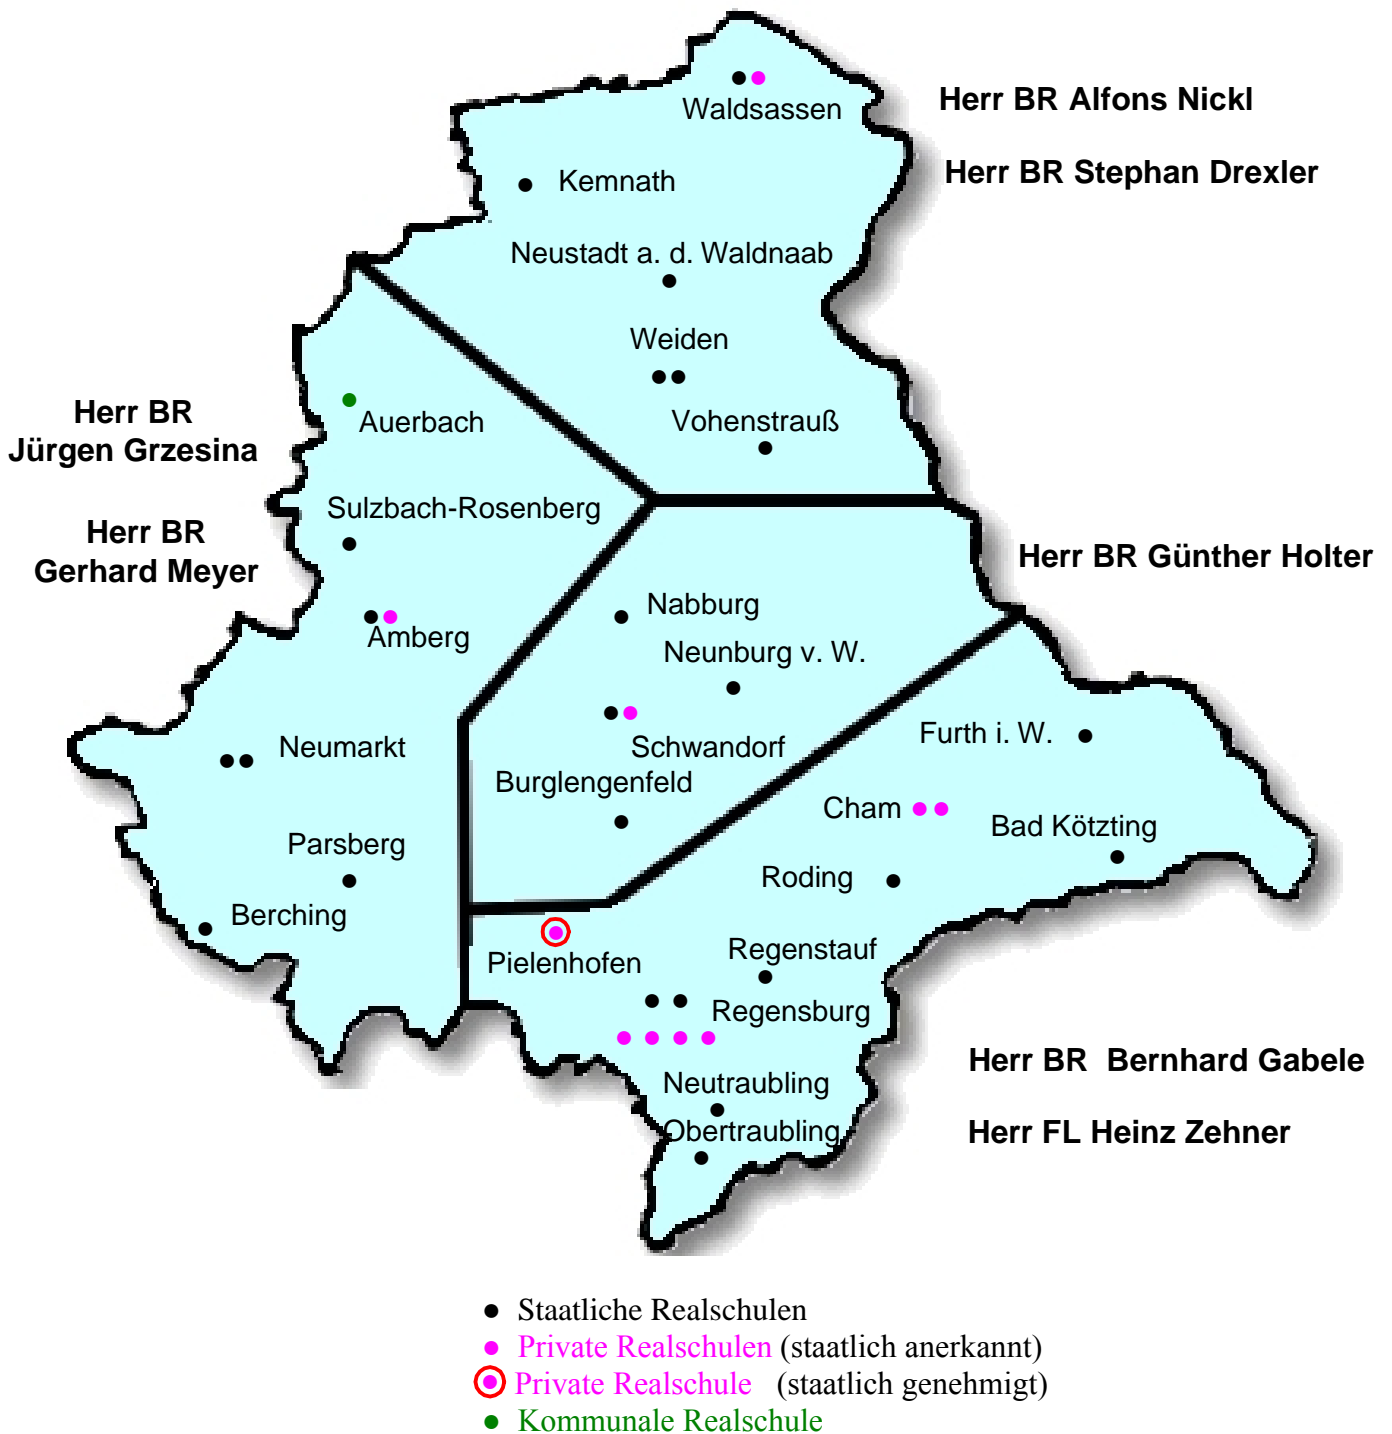 Waldsassen
Herr BR Alfons Nickl
Herr BR Stephan Drexler
Kemnath
Neustadt a. d. Waldnaab
Weiden
Vohenstrauß
Herr BR
Jürgen Grzesina
Auerbach
Sulzbach-Rosenberg
Herr BR
Gerhard Meyer
Herr BR Günther Holter
Nabburg
Amberg
Neunburg v. W.
Furth i. W.
Neumarkt
Schwandorf
Burglengenfeld
Cham
Bad Kötzting
Parsberg
Roding
Berching
Regenstauf
Pielenhofen
Regensburg
Herr BR  Bernhard Gabele
Neutraubling
Obertraubling
Herr FL Heinz Zehner
Staatliche Realschulen
Private Realschulen (staatlich anerkannt)
Private Realschule (staatlich genehmigt)
Kommunale Realschule